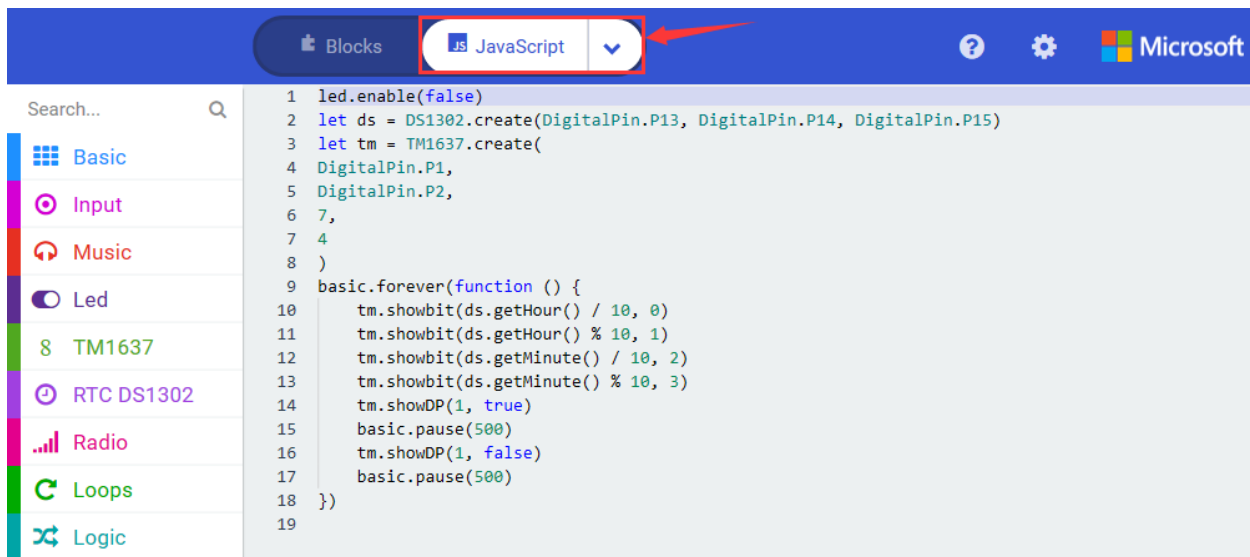 Blocks
JS JavaScript
Microsoft
Search...
Basic
Input
Music
Led
8 TM1637
RTC DS1302
Radio
Loops
Logic
1 led.enable(false)
2 let ds = DS1302.create(DigitalPin.P13, DigitalPin.P14, DigitalPin.P15)
3 let tm = TM1637.create(
4 DigitalPin.P1,
5 DigitalPin.P2,
6 7,
7 4
8 )
9 basic.forever(function () {
10     tm.showbit(ds.getHour() / 10, 0)
11     tm.showbit(ds.getHour() % 10, 1)
12     tm.showbit(ds.getMinute() / 10, 2)
13     tm.showbit(ds.getMinute() % 10, 3)
14     tm.showDP(1, true)
15     basic.pause(500)
16     tm.showDP(1, false)
17     basic.pause(500)
18 })
19